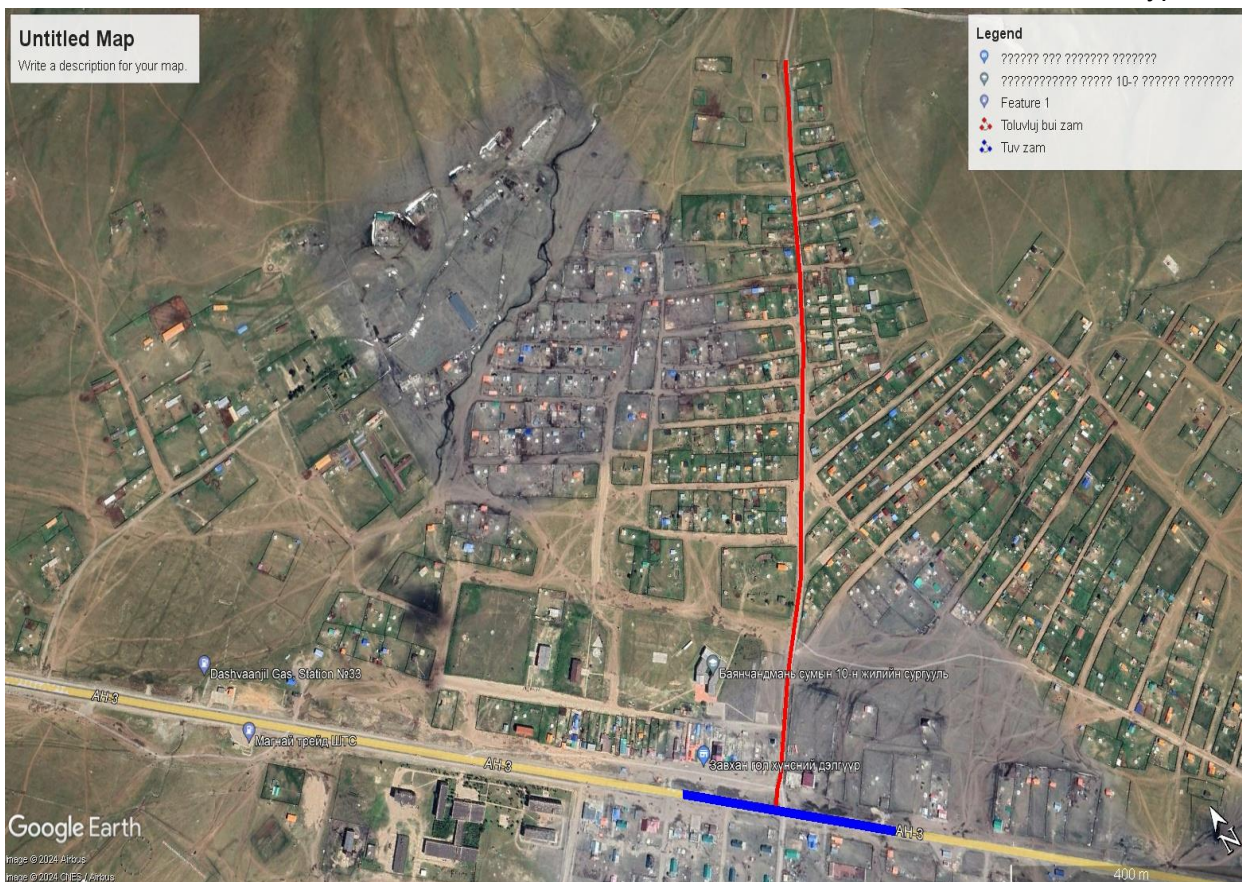 Untitled Map
Write a description for your map.
Legend
?????? ??? ??????? ???????
???????????? ????? 10-? ?????? ????????
Feature 1
Toluvluj bui zam
Tuv zam
Dashvaanjil Gas Station №33
Баянчандмань сумын 10-н жилийн сургууль
АН-3
Магнай трейд ШТС
АН-3
Завхан гол хүнсний дэлгүүр
АН-3
Google Earth
N
Image © 2024 Airbus
400 m
Image © 2024 CNES / Airbus